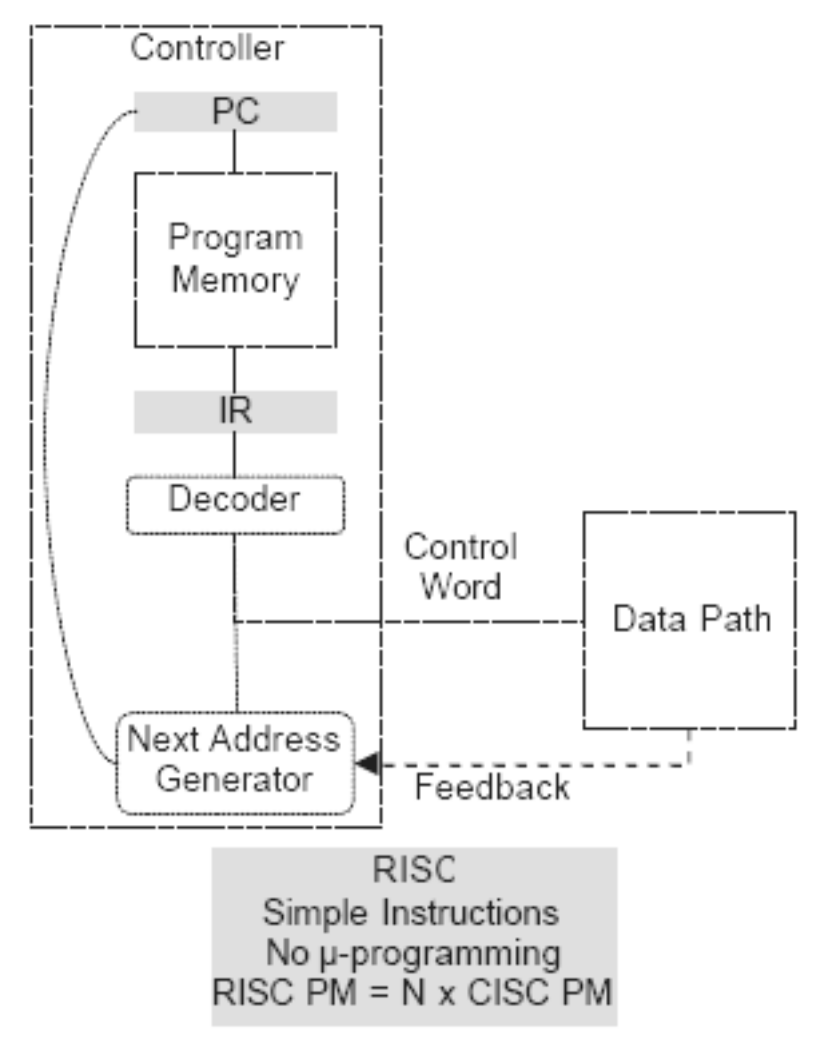 Controller
PC
Program
Memory
IR
Decoder
Control
Word
Data Path
Next Address
Generator
Feedback
RISC
Simple Instructions
No μ-programming
RISC PM = N x CISC PM